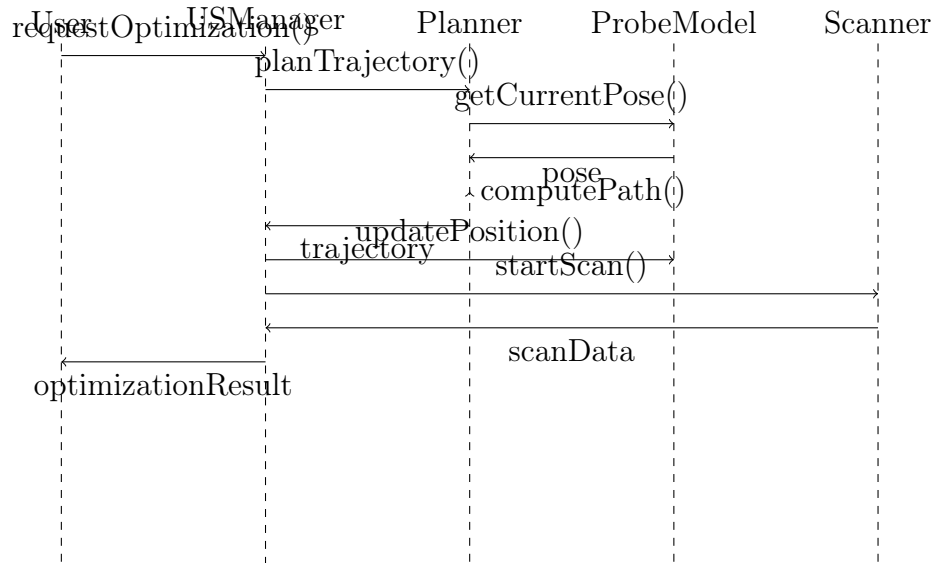 User
USManager
Planner
ProbeModel
Scanner
requestOptimization()
planTrajectory()
getCurrentPose()
pose
computePath()
updatePosition()
trajectory
startScan()
scanData
optimizationResult